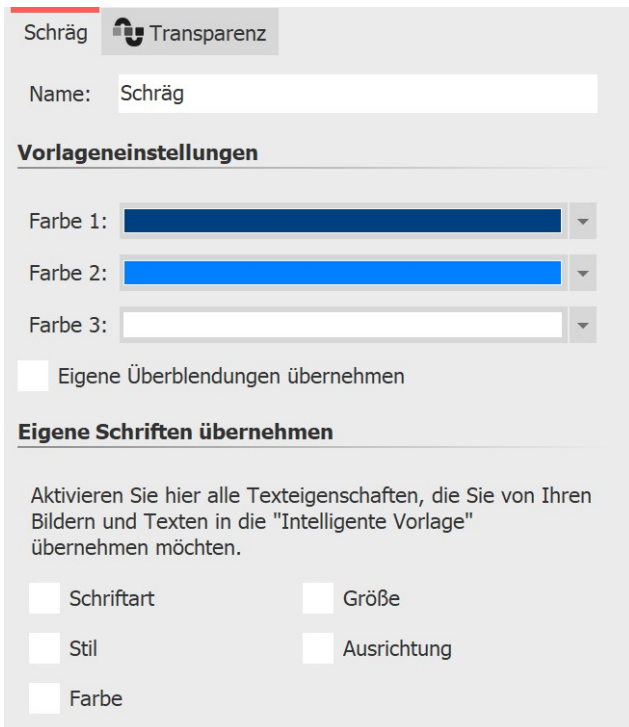 Schräg Transparenz
Name: Schräg
Vorlageneinstellungen
Farbe 1:
Farbe 2:
Farbe 3:
Eigene Überblendungen übernehmen
Eigene Schriften übernehmen
Aktivieren Sie hier alle Texteigenschaften, die Sie von Ihren
Bildern und Texten in die "Intelligente Vorlage"
übernehmen möchten.
Schriftart Größe
Stil Ausrichtung
Farbe